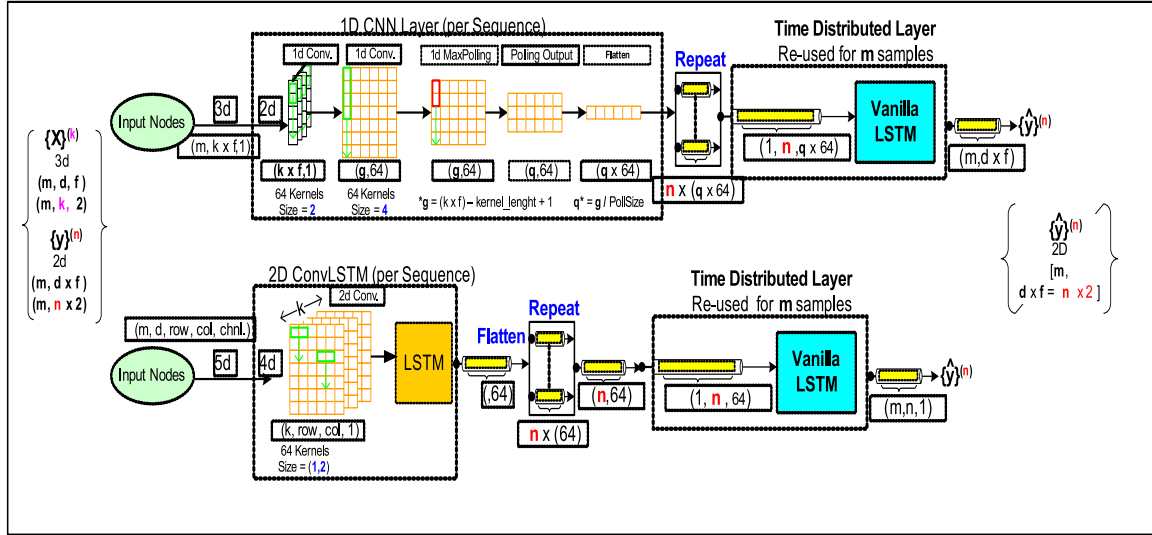 1D CNN Layer (per Sequence)
Time Distributed Layer
Re-used for m samples
1d Conv.
1d Conv.
1d MaxPolling
Polling Output
Flatten
Repeat
Input Nodes
3d
2d
(m, k x f,1)
Vanilla
LSTM
{ŷ}(n)
(k x f,1)
(g,64)
(g,64)
(q,64)
(q x 64)
n x (q x 64)
(1, n ,q x 64)
(m,d x f)
64 Kernels
Size = 2
64 Kernels
Size = 4
*g = (k x f) – kernel_lenght + 1
q* = g / PollSize
{X}(k)
3d
(m, d, f )
(m, k, 2)
{y}(n)
2d
(m, d x f )
(m, n x 2)
{ŷ}(n)
2D
[m,
d x f = n x 2 ]
2D ConvLSTM (per Sequence)
Time Distributed Layer
Re-used for m samples
k
2d Conv.
Repeat
Flatten
(m, d, row, col, chnl.)
Input Nodes
5d
4d
LSTM
Vanilla
LSTM
{ŷ}(n)
(,64)
(n,64)
(1, n , 64)
(m,n,1)
(k, row, col, 1)
n x (64)
64 Kernels
Size = (1,2)